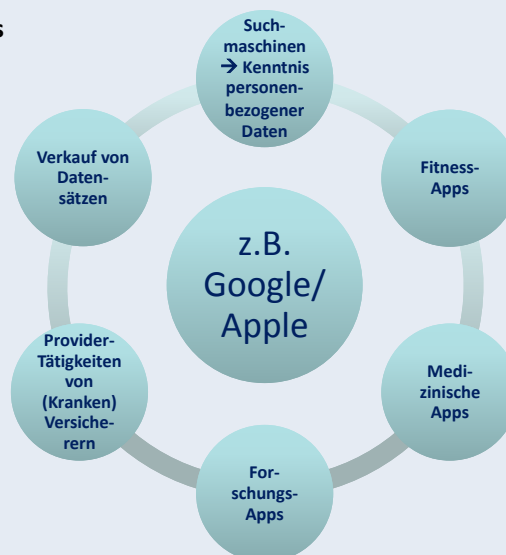 s
Such-
maschinen
→ Kenntnis
personen-
bezogener
Daten
Fitness-
Apps
Medi-
zinische
Apps
For-
schungs-
Apps
Provider-
Tätigkeiten
von
(Kranken)
Versiche-
rern
Verkauf von
Daten-
sätzen
z.B.
Google/
Apple